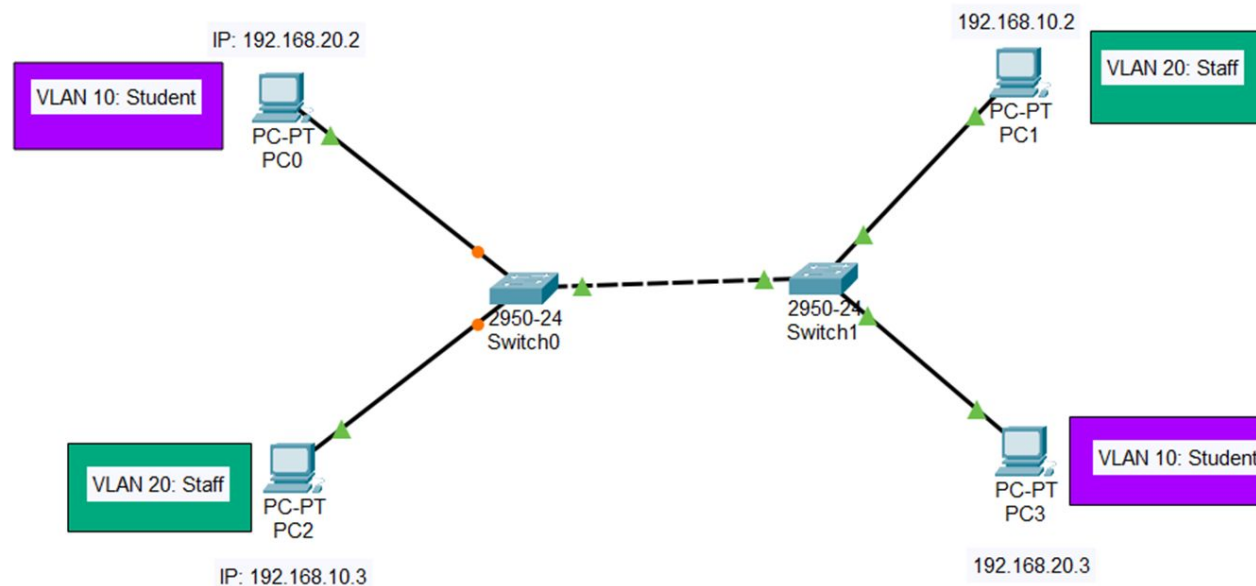 IP: 192.168.20.2
VLAN 10: Student
PC-PT
PC0
192.168.10.2
VLAN 20: Staff
PC-PT
PC1
2950-24
Switch0
2950-24
Switch1
VLAN 20: Staff
PC-PT
PC2
IP: 192.168.10.3
PC-PT
PC3
VLAN 10: Student
192.168.20.3